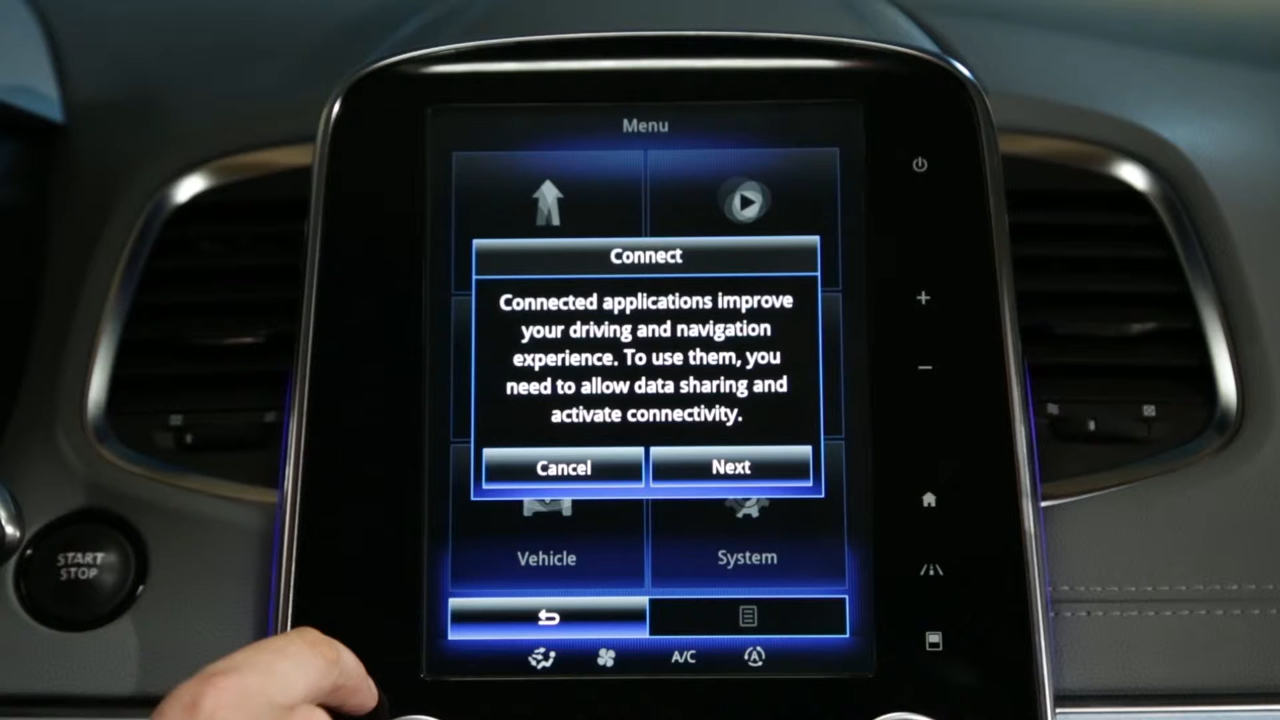 Menu
Connect
Connected applications improve
your driving and navigation
experience. To use them, you
need to allow data sharing and
activate connectivity.
Cancel
Next
Vehicle
System
START
STOP
A/C
A